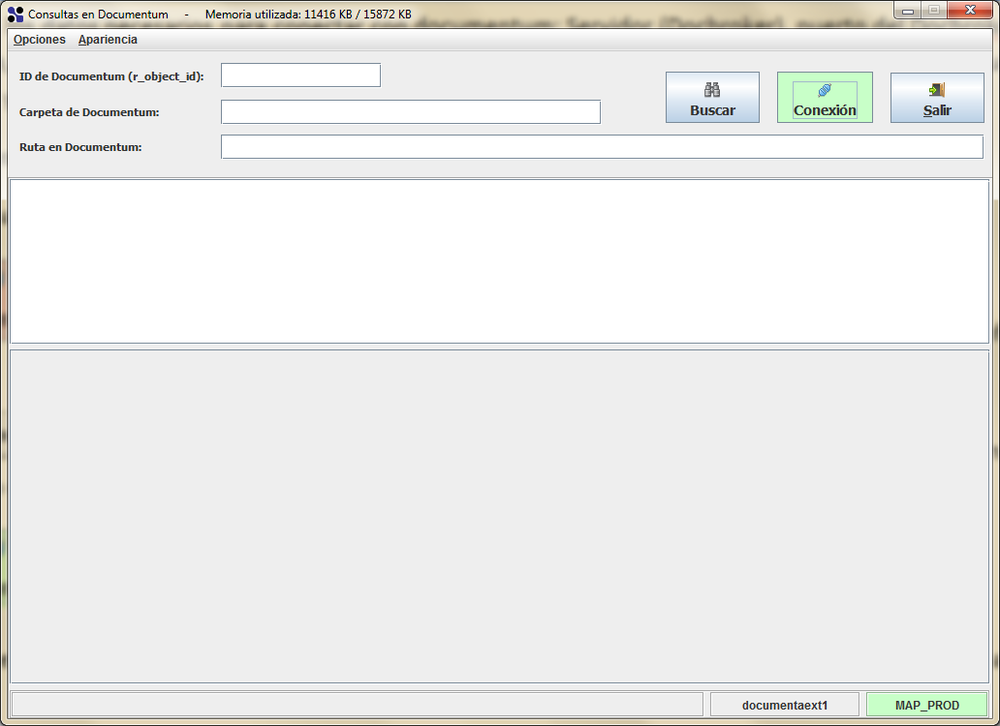 Consultas en Documentum - Memoria utilizada: 11416 KB / 15872 KB
Opciones Apariencia
ID de Documentum (r_object_id):
Carpeta de Documentum:
Ruta en Documentum:
Buscar
Conexión
Salir
documentaext1
MAP_PROD